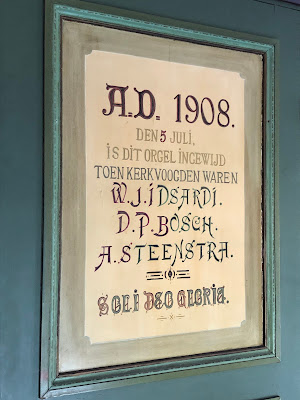 A.D. 1908.
DEN 5 JULI,
IS DIT ORGEL INGEWIJD
TOEN KERKVOOGDEN WAREN
W.J. IDSARDI.
D.P. BOSCH.
A. STEENSTRA.
SOLI DEO GLORIA.